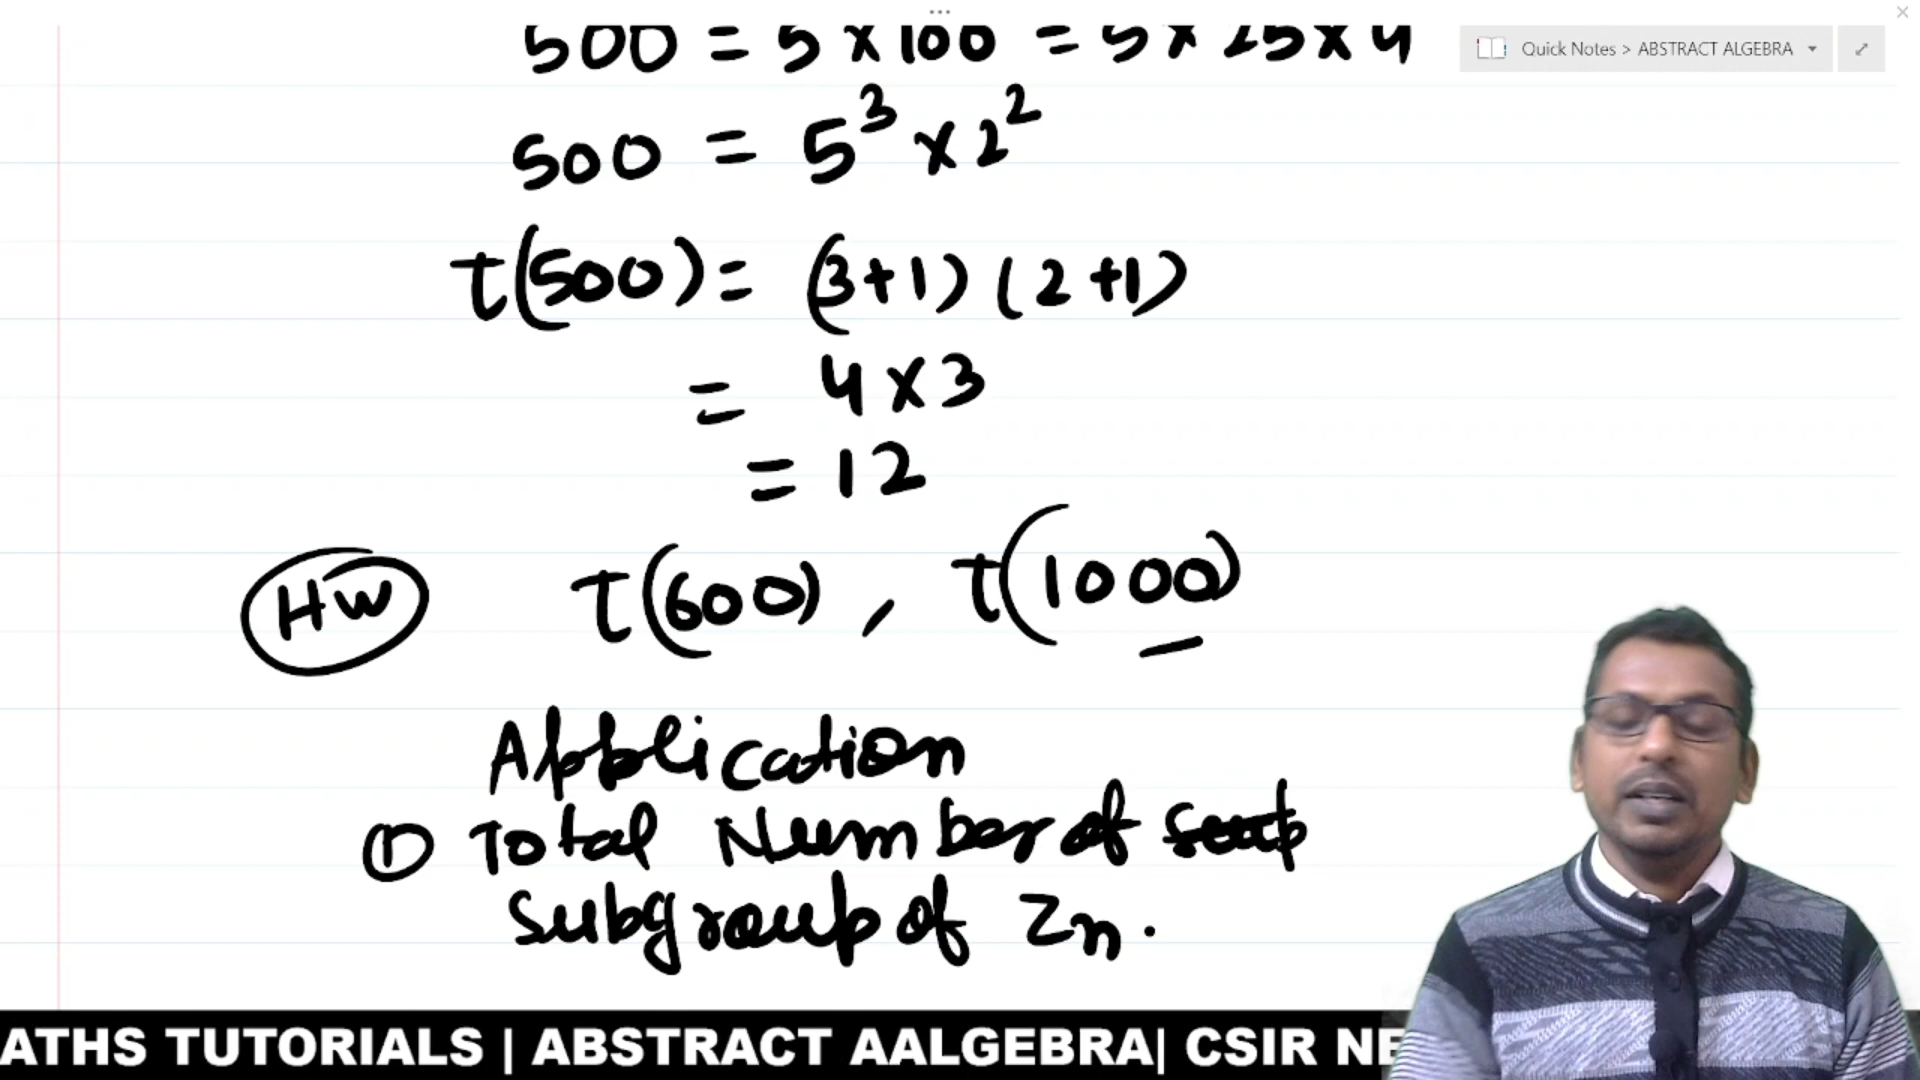 500 = 5 x 100 = 5 x 25 x 4
Quick Notes > ABSTRACT ALGEBRA
500 = 5³ x 2²
τ(500) = (3+1) (2+1)
= 4 x 3
= 12
HW τ(600), τ(1000)
Application
① Total Number of
Subgroup of Zn.
ATHS TUTORIALS | ABSTRACT AALGEBRA| CSIR NE